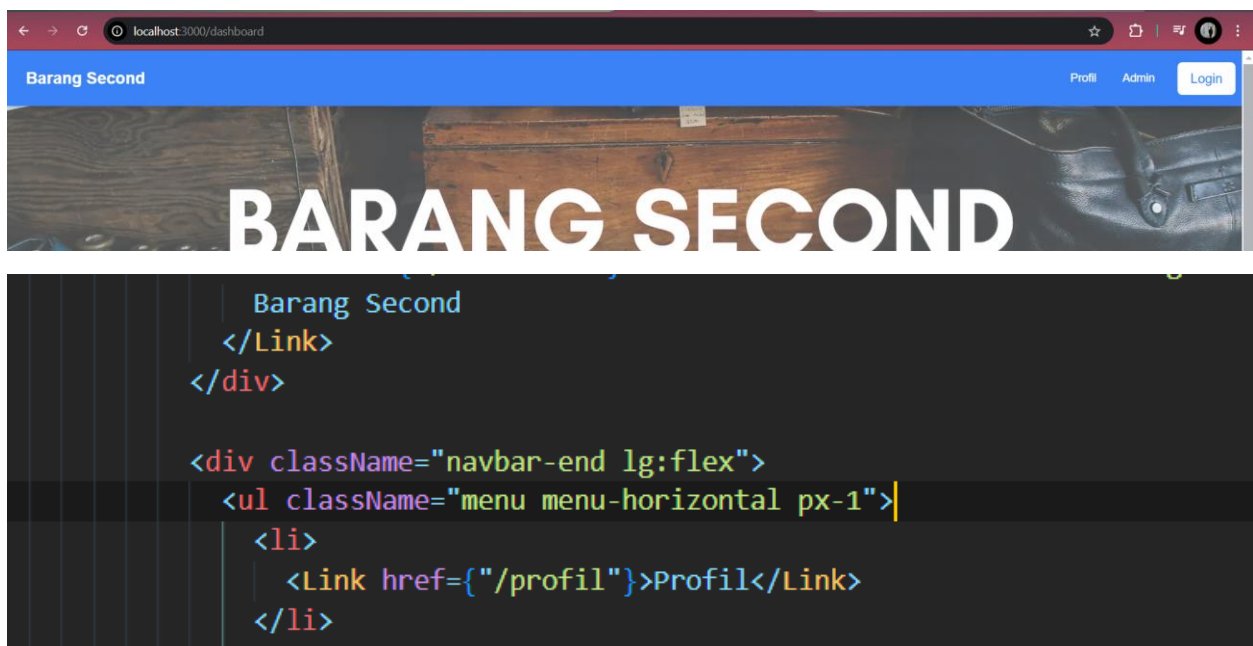 localhost:3000/dashboard
Barang Second
Profil Admin Login
BARANG SECOND
Barang Second
</Link>
</div>
<div className="navbar-end lg:flex">
<ul className="menu menu-horizontal px-1">
<li>
<Link href={"/profil"}>Profil</Link>
</li>